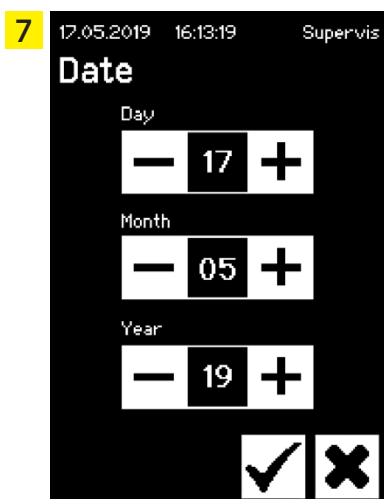 7
17.05.2019 16:13:19 Supervis
Date
Day
— 17 +
Month
— 05 +
Year
— 19 +